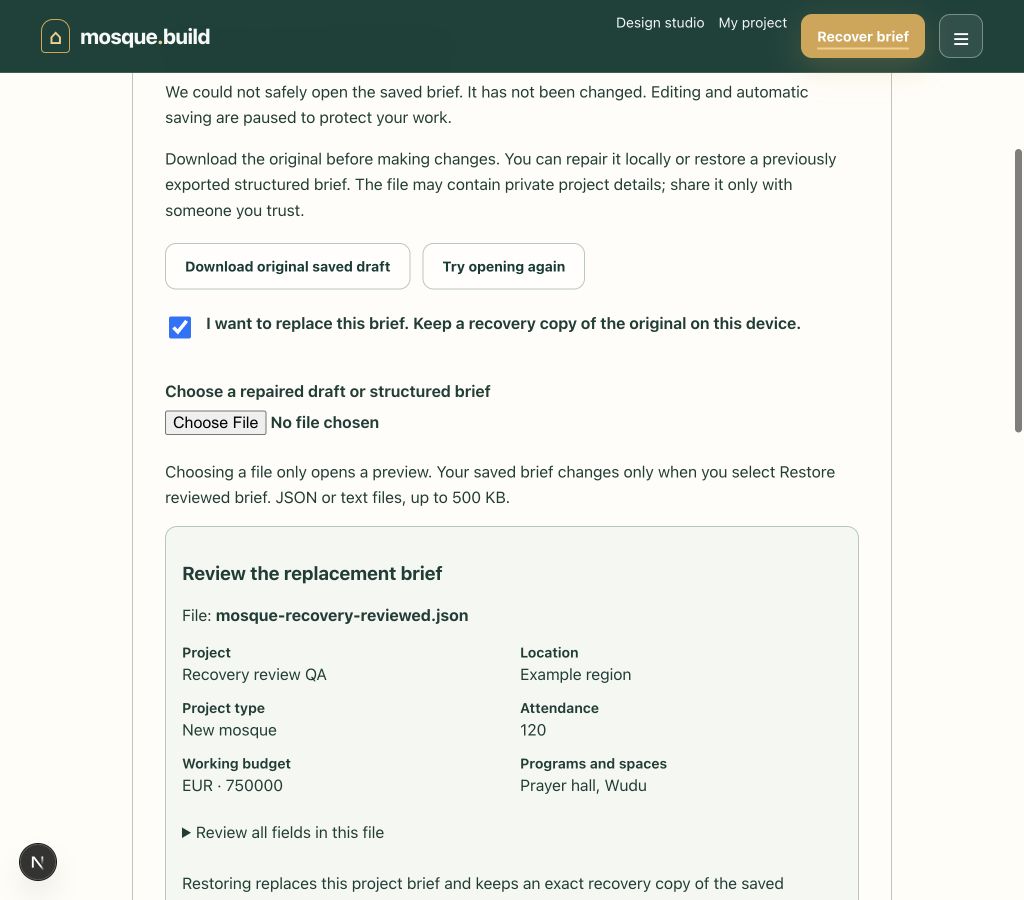 mosque.build
Design studio
My project
Recover brief
We could not safely open the saved brief. It has not been changed. Editing and automatic
saving are paused to protect your work.
Download the original before making changes. You can repair it locally or restore a previously
exported structured brief. The file may contain private project details; share it only with
someone you trust.
Download original saved draft
Try opening again
I want to replace this brief. Keep a recovery copy of the original on this device.
Choose a repaired draft or structured brief
Choose File No file chosen
Choosing a file only opens a preview. Your saved brief changes only when you select Restore
reviewed brief. JSON or text files, up to 500 KB.
Review the replacement brief
File: mosque-recovery-reviewed.json
Project
Recovery review QA
Location
Example region
Project type
New mosque
Attendance
120
Working budget
EUR · 750000
Programs and spaces
Prayer hall, Wudu
Review all fields in this file
N
Restoring replaces this project brief and keeps an exact recovery copy of the saved